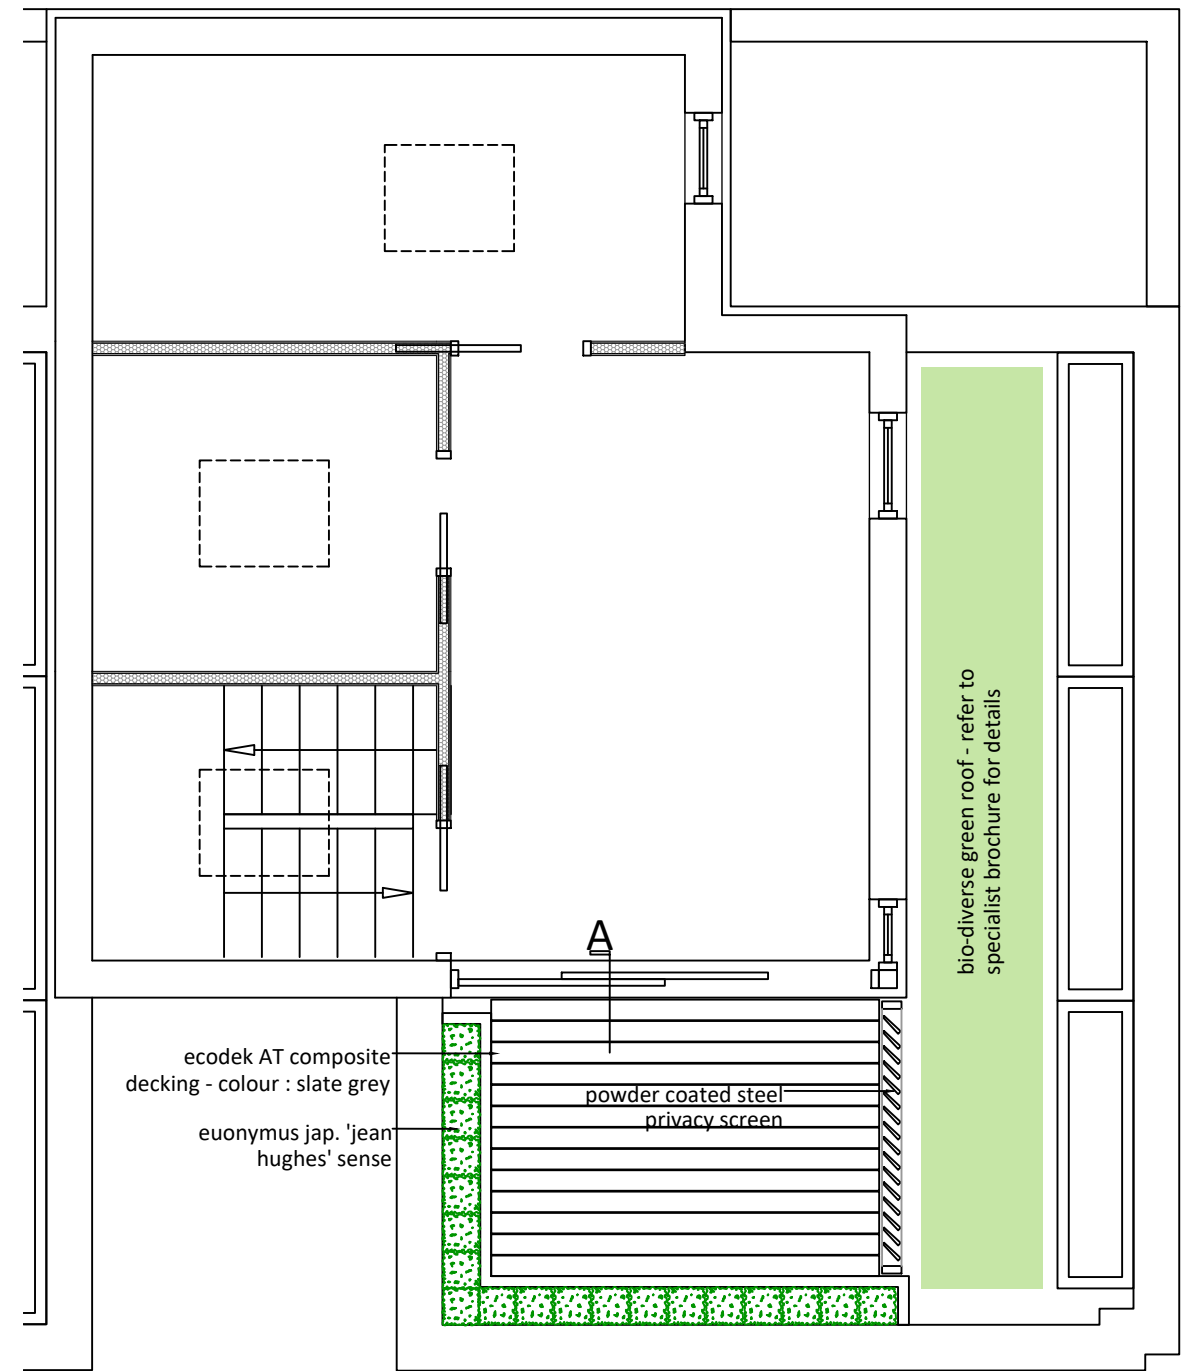 A
ecodek AT composite
decking - colour : slate grey
euonymus jap. 'jean
hughes' sense
powder coated steel
privacy screen
bio-diverse green roof - refer to
specialist brochure for details